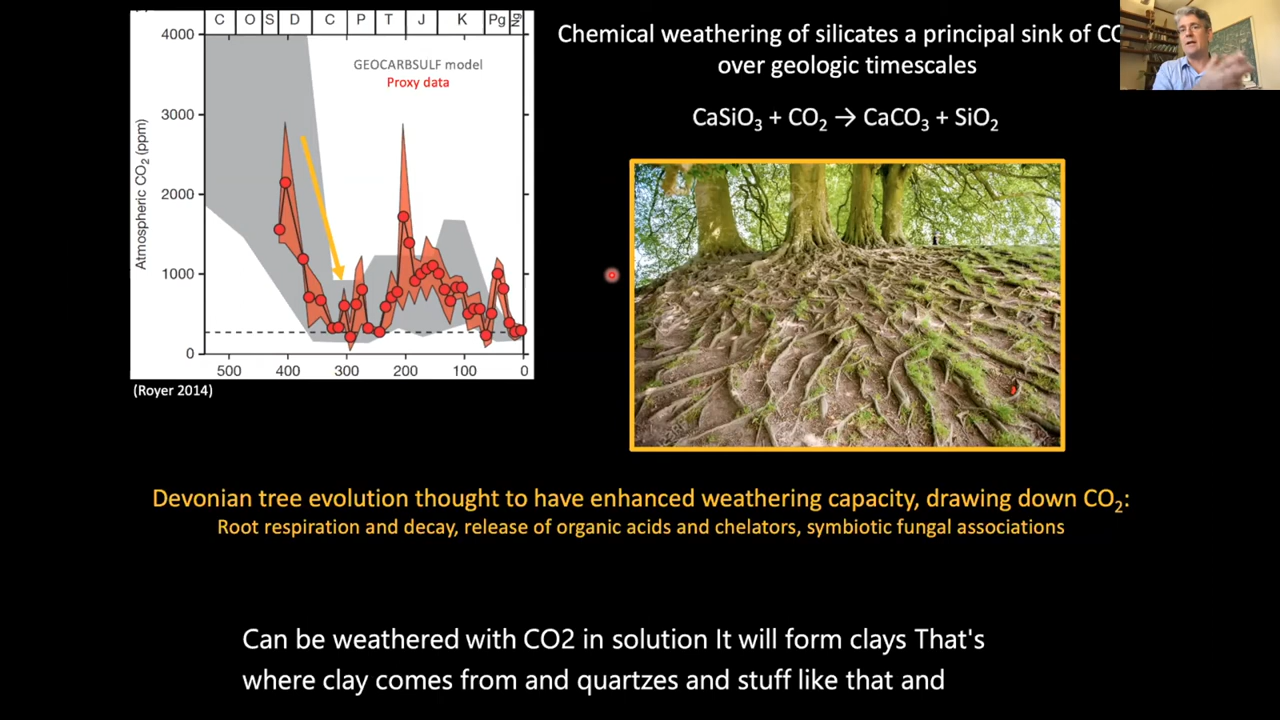 C O S D C P T J K Pg Ng
4000
GEOCARBSULF model
Proxy data
3000
Atmospheric CO₂ (ppm)
2000
1000
0
500 400 300 200 100 0
(Royer 2014)
Chemical weathering of silicates a principal sink of CO
over geologic timescales
CaSiO₃ + CO₂ → CaCO₃ + SiO₂
Devonian tree evolution thought to have enhanced weathering capacity, drawing down CO₂:
Root respiration and decay, release of organic acids and chelators, symbiotic fungal associations
Can be weathered with CO2 in solution It will form clays That's
where clay comes from and quartzes and stuff like that and